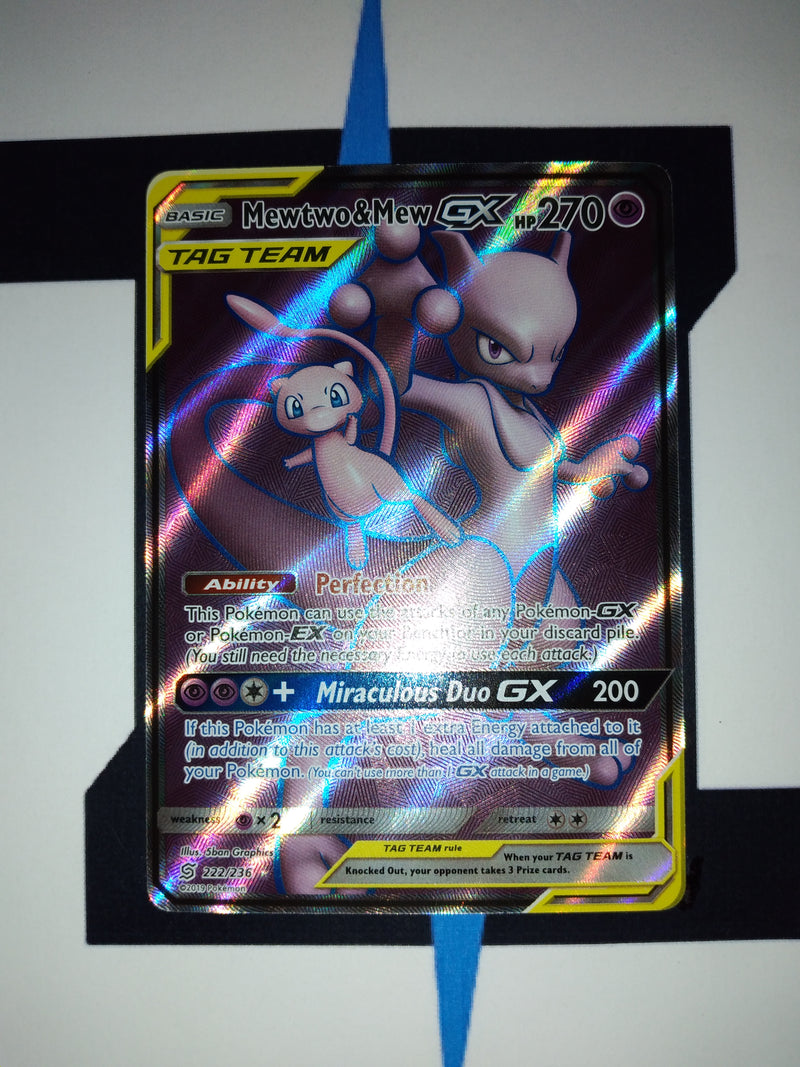 BASIC Mewtwo&Mew GX HP270
TAG TEAM
Ability Perfection
This Pokémon can use the attacks of any Pokémon-GX
or Pokémon-EX on your Bench or in your discard pile.
(You still need the necessary Energy to use each attack.)
+ Miraculous Duo GX 200
If this Pokémon has at least 1 extra Energy attached to it
(in addition to this attack's cost), heal all damage from all of
your Pokémon. (You can't use more than 1 GX attack in a game.)
weakness ×2 resistance retreat
Illus. 5ban Graphics
222/236
©2019 Pokémon
TAG TEAM rule
When your TAG TEAM is
Knocked Out, your opponent takes 3 Prize cards.